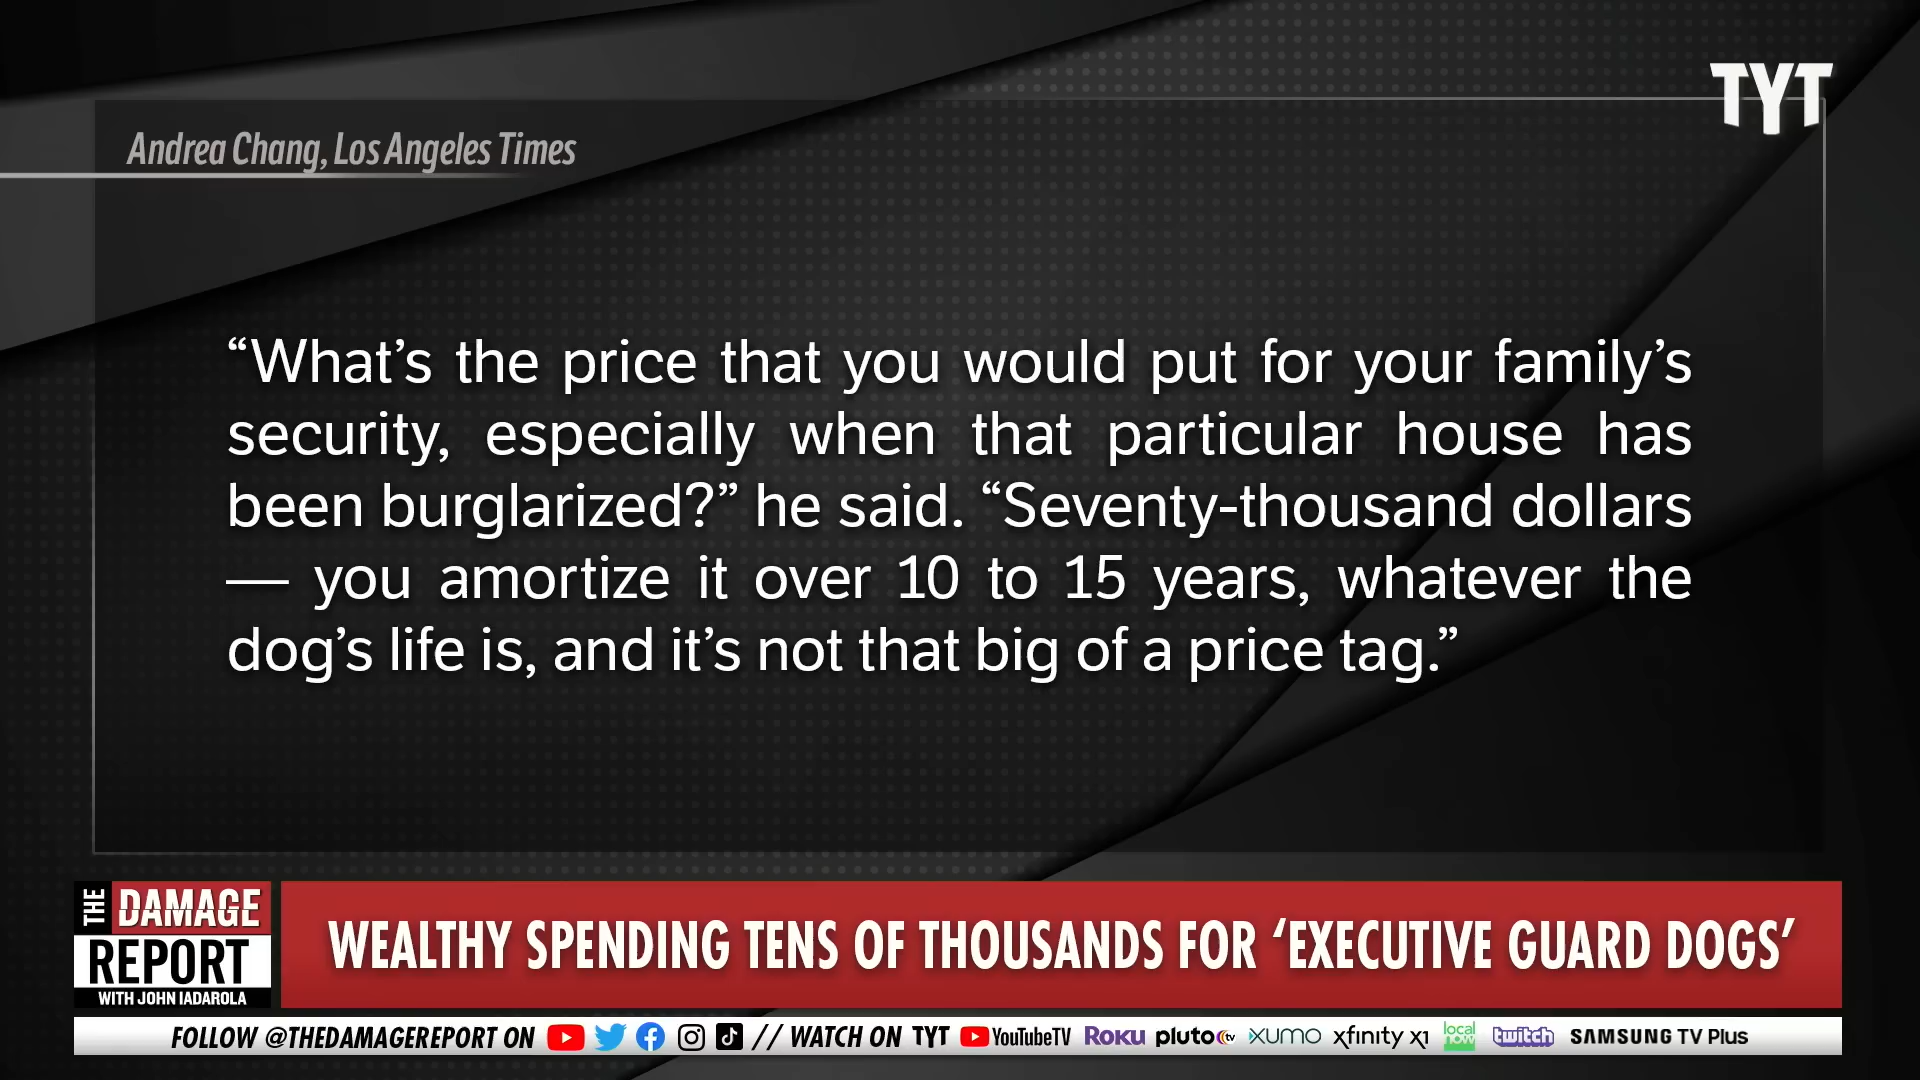 TYT
Andrea Chang, Los Angeles Times
“What’s the price that you would put for your family’s
security, especially when that particular house has
been burglarized?” he said. “Seventy-thousand dollars
— you amortize it over 10 to 15 years, whatever the
dog’s life is, and it’s not that big of a price tag.”
THE DAMAGE
REPORT
WITH JOHN IADAROLA
WEALTHY SPENDING TENS OF THOUSANDS FOR ‘EXECUTIVE GUARD DOGS’
FOLLOW @THEDAMAGEREPORT ON // WATCH ON TYT YouTubeTV ROKU pluto tv XUMO xfinity x1 local now twitch SAMSUNG TV Plus